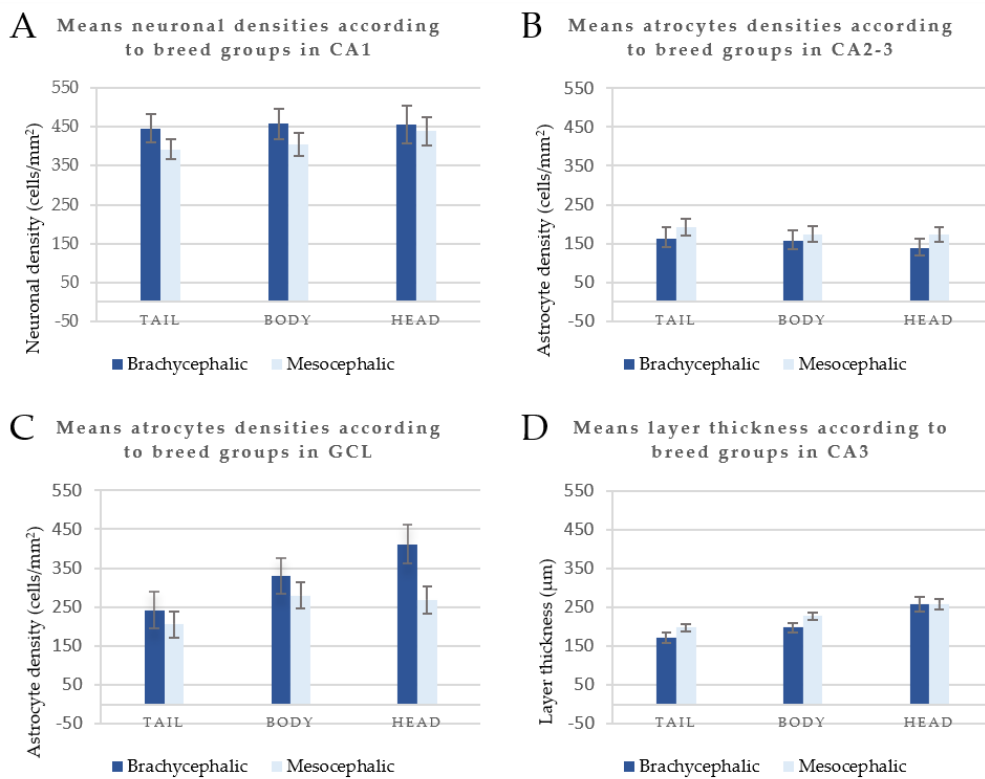 A
Means neuronal densities according
to breed groups in CA1
Neuronal density (cells/mm²)
550
450
350
250
150
50
-50
TAIL BODY HEAD
Brachycephalic Mesocephalic
B
Means atrocytes densities according
to breed groups in CA2-3
Astrocyte density (cells/mm²)
550
450
350
250
150
50
-50
TAIL BODY HEAD
Brachycephalic Mesocephalic
C
Means atrocytes densities according
to breed groups in GCL
Astrocyte density (cells/mm²)
550
450
350
250
150
50
-50
TAIL BODY HEAD
Brachycephalic Mesocephalic
D
Means layer thickness according to
breed groups in CA3
Layer thickness (μm)
550
450
350
250
150
50
-50
TAIL BODY HEAD
Brachycephalic Mesocephalic